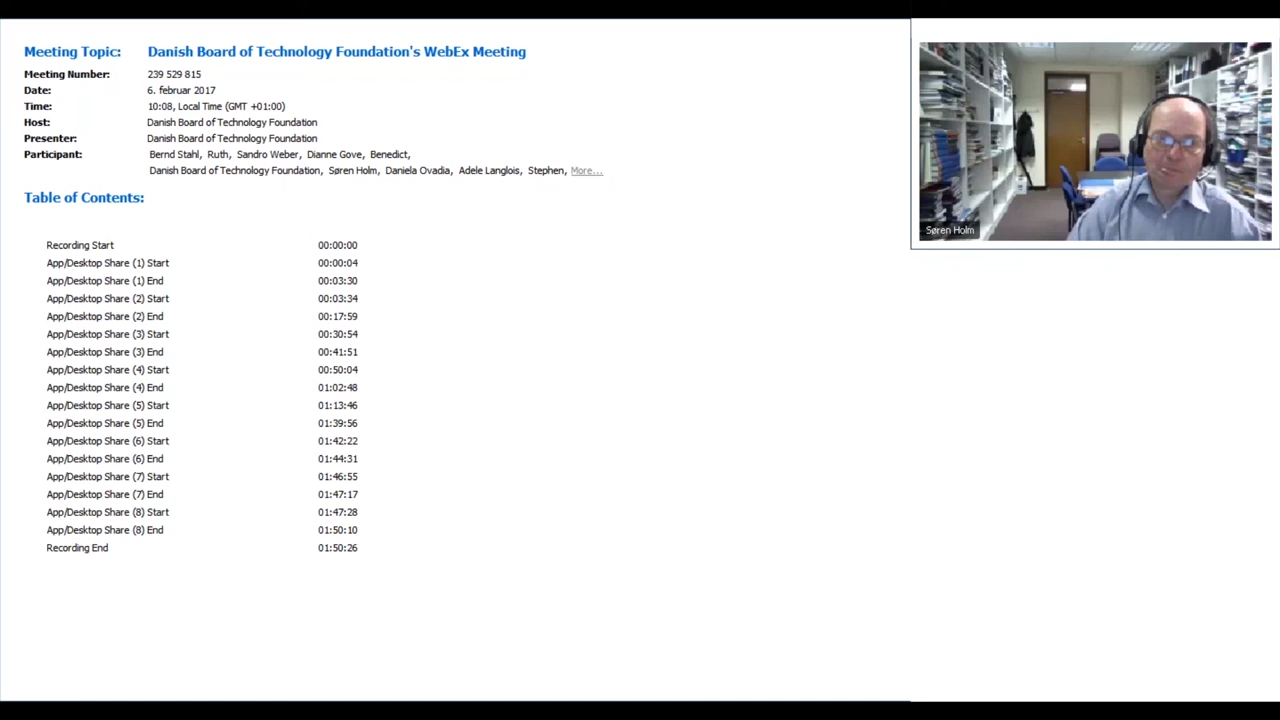 Meeting Topic: Danish Board of Technology Foundation's WebEx Meeting
Meeting Number: 239 529 815
Date: 6. februar 2017
Time: 10:08, Local Time (GMT +01:00)
Host: Danish Board of Technology Foundation
Presenter: Danish Board of Technology Foundation
Participant: Bernd Stahl, Ruth, Sandro Weber, Dianne Gove, Benedict,
Danish Board of Technology Foundation, Søren Holm, Daniela Ovadia, Adele Langlois, Stephen, More...
Table of Contents:
Recording Start 00:00:00
App/Desktop Share (1) Start 00:00:04
App/Desktop Share (1) End 00:03:30
App/Desktop Share (2) Start 00:03:34
App/Desktop Share (2) End 00:17:59
App/Desktop Share (3) Start 00:30:54
App/Desktop Share (3) End 00:41:51
App/Desktop Share (4) Start 00:50:04
App/Desktop Share (4) End 01:02:48
App/Desktop Share (5) Start 01:13:46
App/Desktop Share (5) End 01:39:56
App/Desktop Share (6) Start 01:42:22
App/Desktop Share (6) End 01:44:31
App/Desktop Share (7) Start 01:46:55
App/Desktop Share (7) End 01:47:17
App/Desktop Share (8) Start 01:47:28
App/Desktop Share (8) End 01:50:10
Recording End 01:50:26
Søren Holm